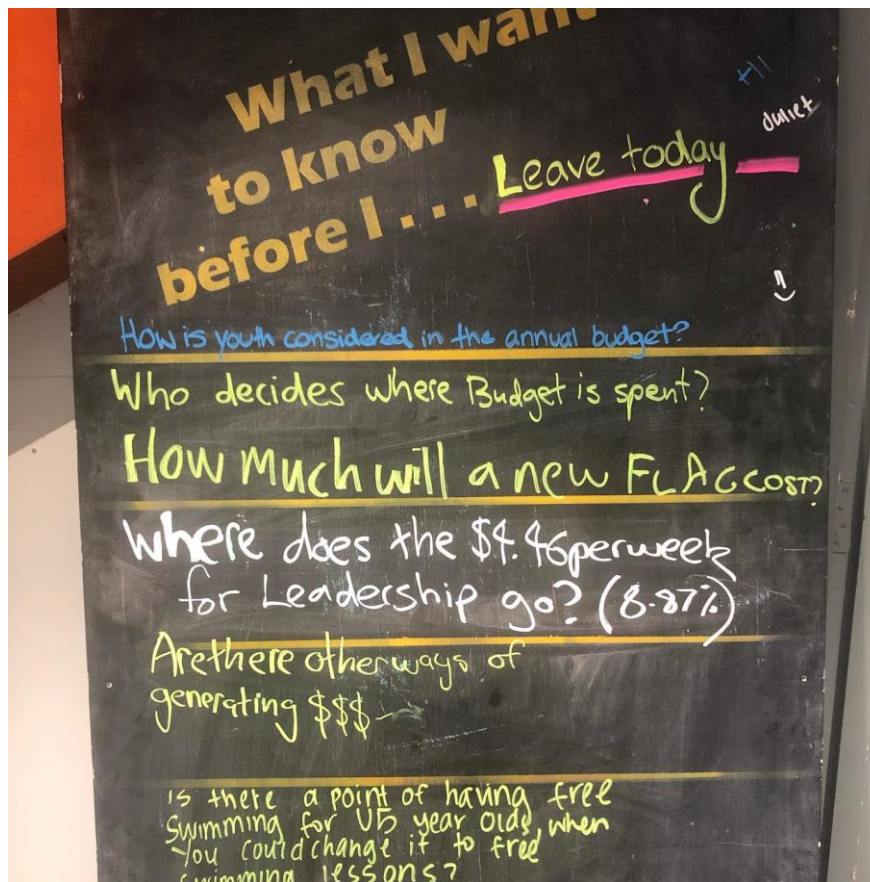 What I want
to know
before I . . . Leave today
Juliet
How is youth considered in the annual budget?
Who decides where Budget is spent?
How Much will a new FLAG COST?
Where does the $4.46 per week
for Leadership go? (8.87%)
Are there other ways of
generating $$$
is there a point of having free
Swimming for U5 year olds, when
you could change it to free
swimming lessons?